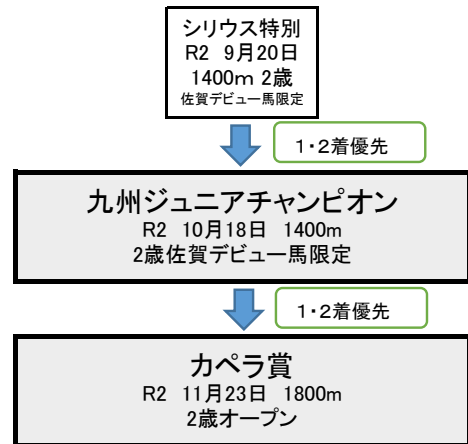 シリウス特別
R2 9月20日
1400m 2歳
佐賀デビュー馬限定
1・2着優先
九州ジュニアチャンピオン
R2 10月18日 1400m
2歳佐賀デビュー馬限定
1・2着優先
カペラ賞
R2 11月23日 1800m
2歳オープン